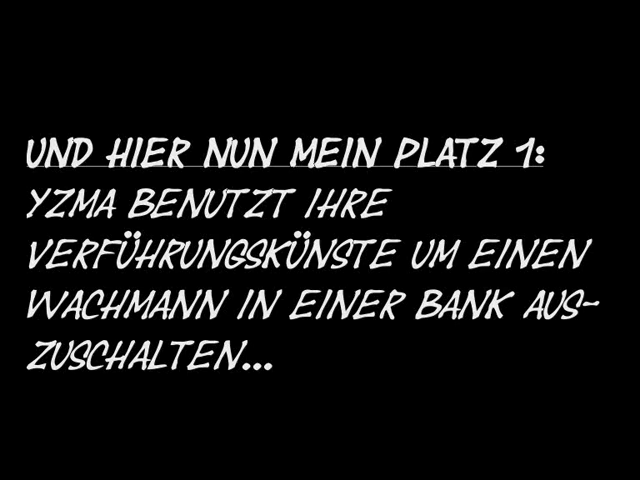 UND HIER NUN MEIN PLATZ 1:
YZMA BENUTZT IHRE
VERFÜHRUNGSKÜNSTE UM EINEN
WACHMANN IN EINER BANK AUS-
ZUSCHALTEN...